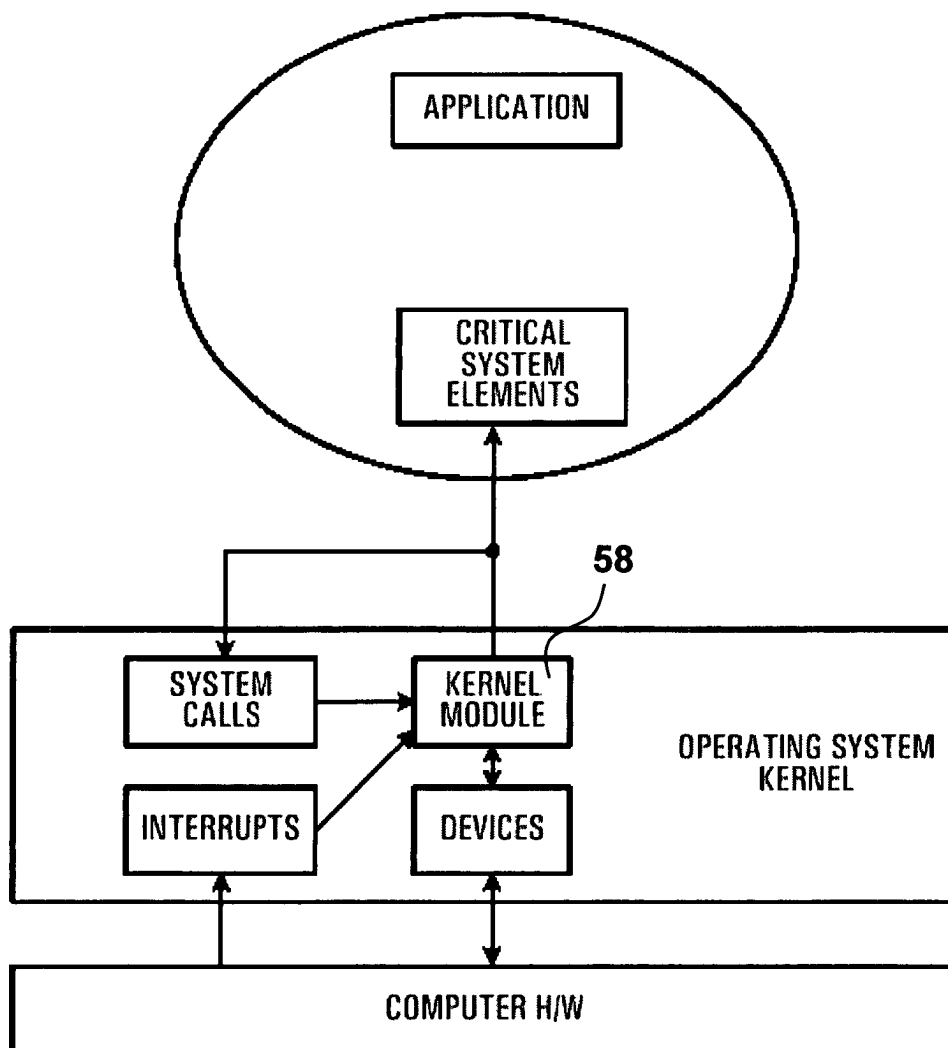 APPLICATION
CRITICAL
SYSTEM
ELEMENTS
58
SYSTEM
CALLS
KERNEL
MODULE
OPERATING SYSTEM
KERNEL
INTERRUPTS
DEVICES
COMPUTER H/W